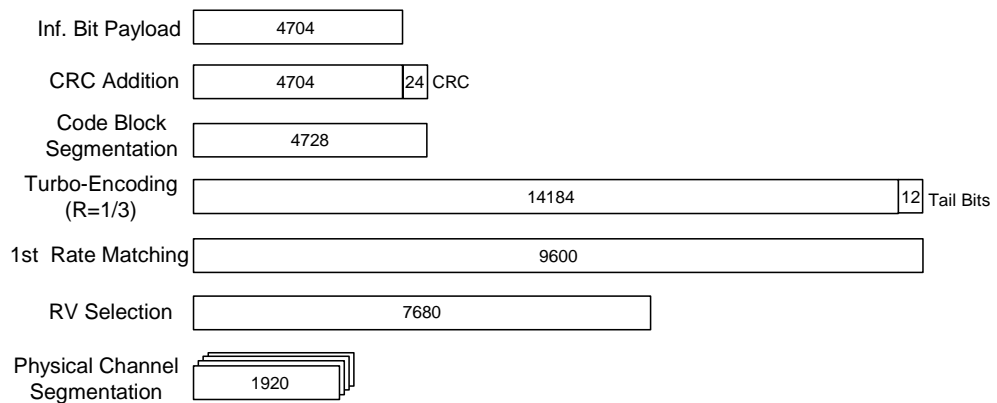 Inf. Bit Payload
4704
CRC Addition
4704
24
CRC
Code Block
Segmentation
4728
Turbo-Encoding
(R=1/3)
14184
12
Tail Bits
1st Rate Matching
9600
RV Selection
7680
Physical Channel
Segmentation
1920